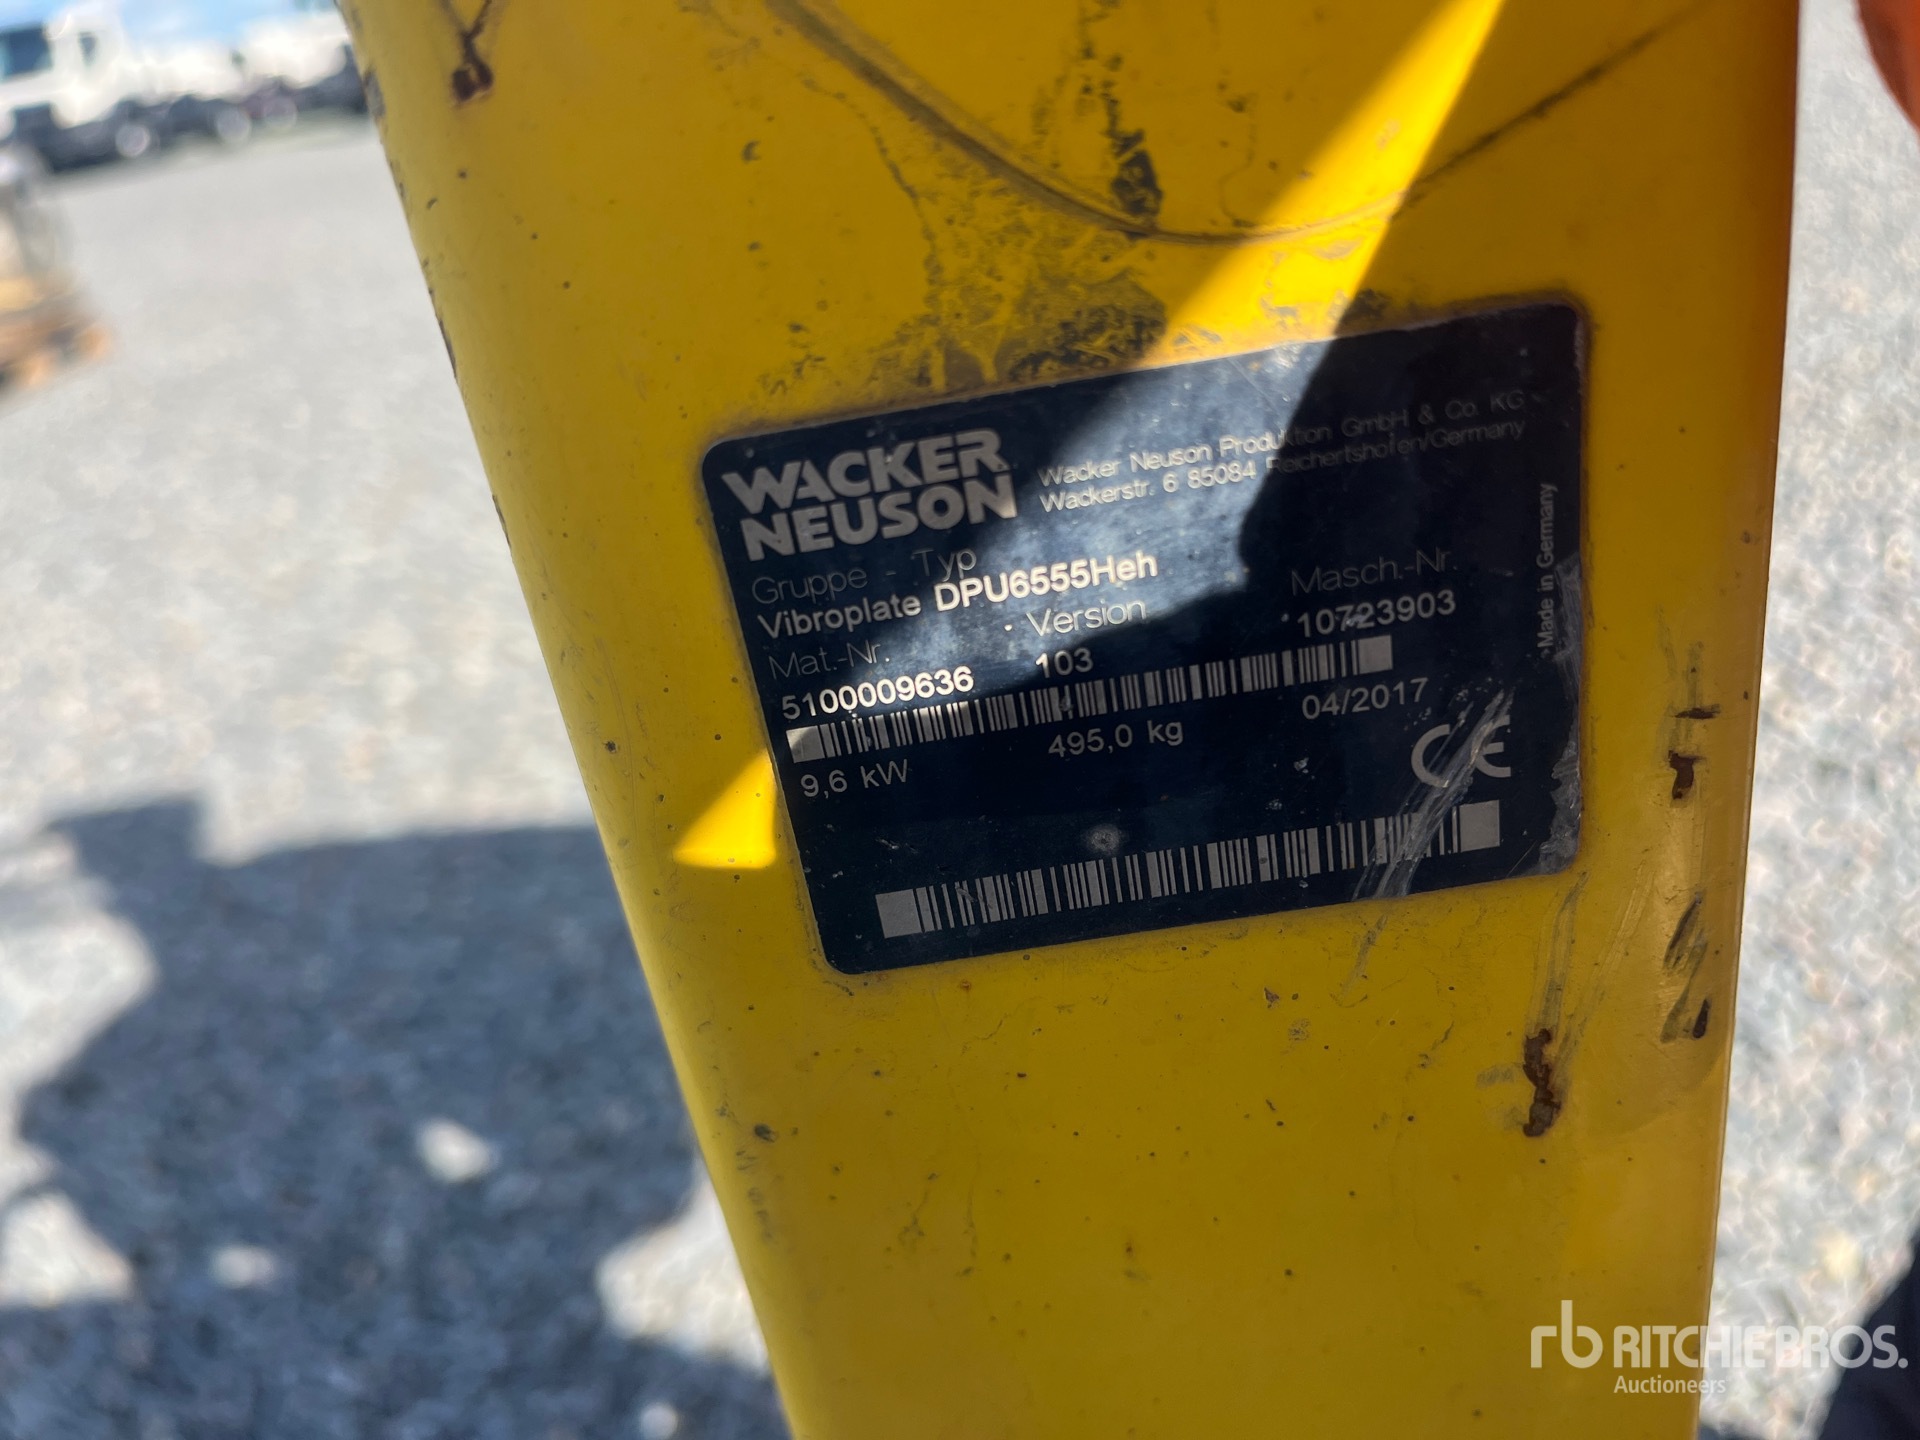 WACKER
NEUSON
Wacker Neuson Produktion GmbH & Co. KG
Wackerstr. 6 85084 Reichertshofen/Germany
Gruppe - Typ
Vibroplate DPU6555Heh
Mat.-Nr. Version Masch.-Nr.
5100009636 103 10723903
9,6 kW 495,0 kg 04/2017
CE
Made in Germany
rb RITCHIE BROS.
Auctioneers